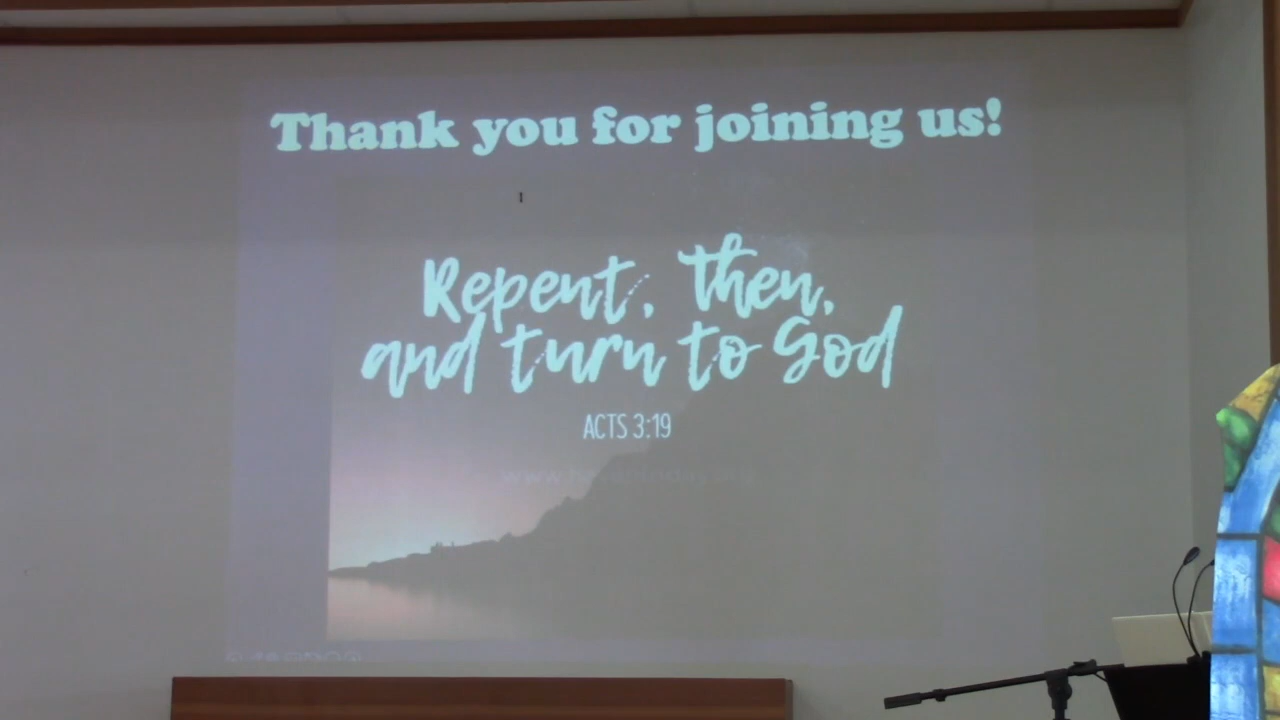 Thank you for joining us!
Repent, then,
and turn to God
ACTS 3:19